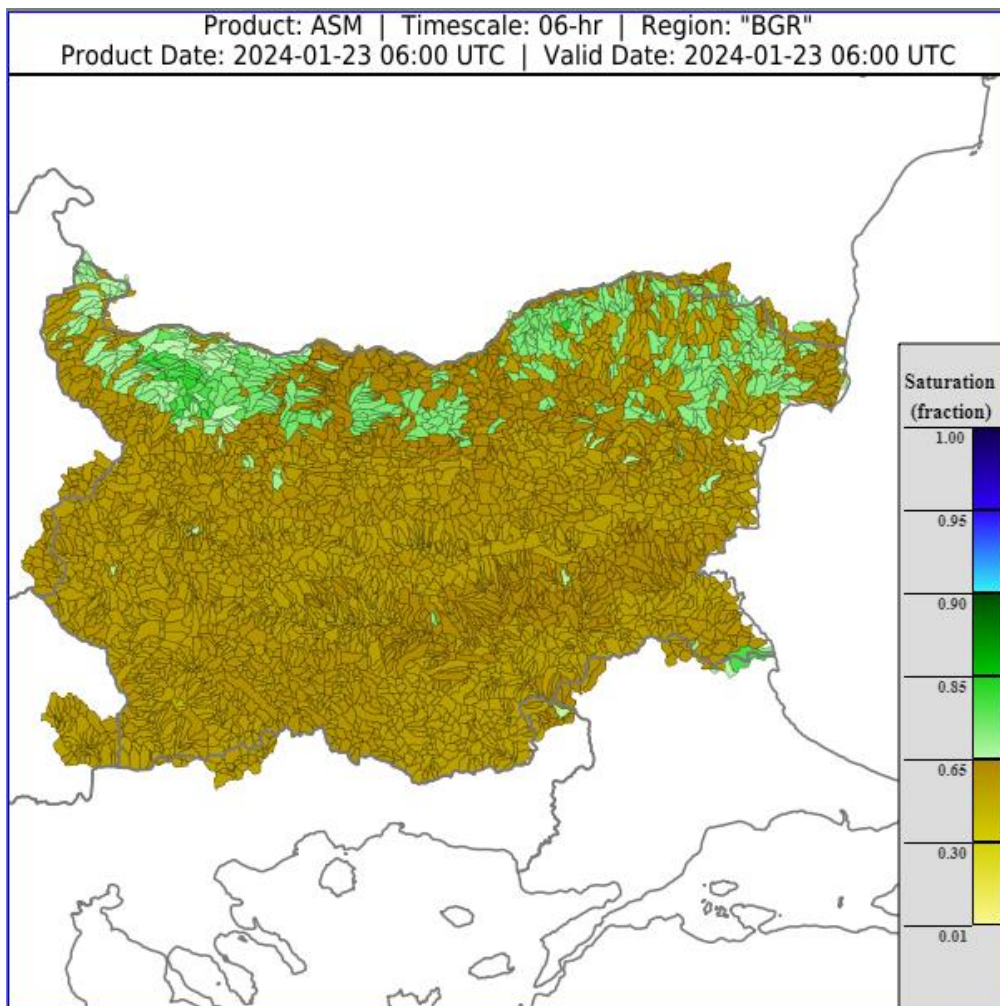 Product: ASM | Timescale: 06-hr | Region: "BGR"
Product Date: 2024-01-23 06:00 UTC | Valid Date: 2024-01-23 06:00 UTC
Saturation
(fraction)
1.00
0.95
0.90
0.85
0.65
0.30
0.01